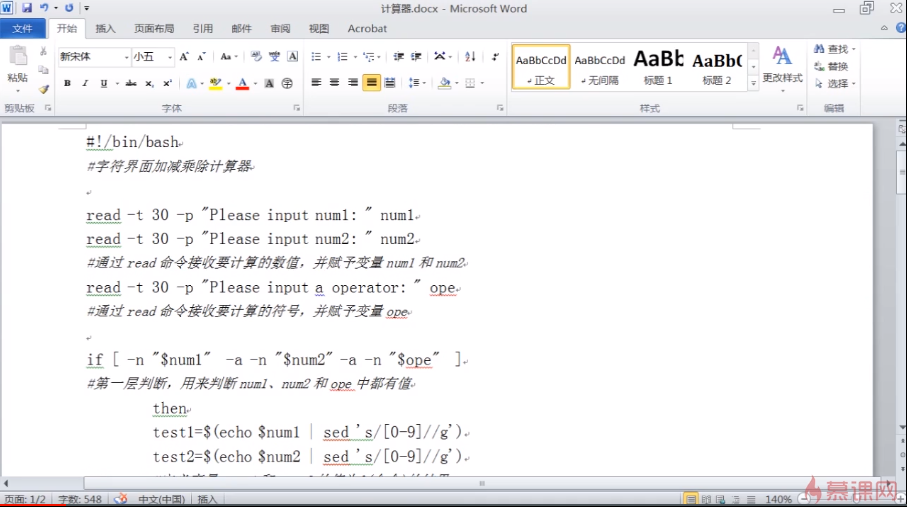 计算器.docx - Microsoft Word
文件 开始 插入 页面布局 引用 邮件 审阅 视图 Acrobat
新宋体 小五
粘贴
AaBbCcDd AaBbCcDd AaBb AaBb
正文 无间隔 标题 1 标题 2
更改样式
查找
替换
选择
剪贴板 字体 段落 样式 编辑
#!/bin/bash
#字符界面加减乘除计算器
read -t 30 -p "Please input num1: " num1
read -t 30 -p "Please input num2: " num2
#通过 read 命令接收要计算的数值，并赋予变量 num1 和 num2
read -t 30 -p "Please input a operator: " ope
#通过 read 命令接收要计算的符号，并赋予变量 ope
if [ -n "$num1" -a -n "$num2" -a -n "$ope" ]
#第一层判断，用来判断 num1、num2 和 ope 中都有值
then
test1=$(echo $num1 | sed 's/[0-9]//g')
test2=$(echo $num2 | sed 's/[0-9]//g')
页面: 1/2 字数: 548 中文(中国) 插入 140%
慕课网